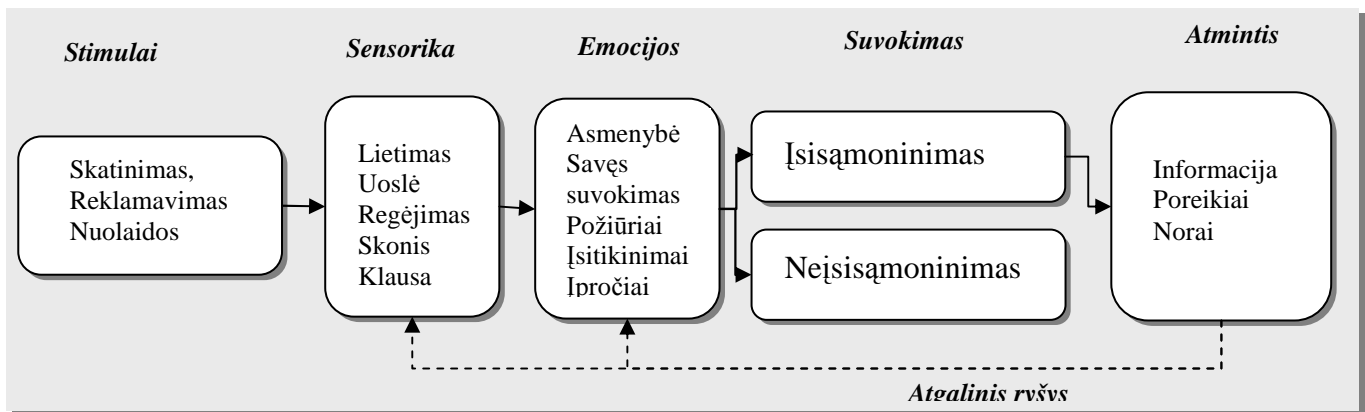 Stimulai
Sensorika
Emocijos
Suvokimas
Atmintis
Skatinimas,
Reklamavimas
Nuolaidos
Lietimas
Uoslė
Regėjimas
Skonis
Klausa
Asmenybė
Savęs
suvokimas
Požiūriai
Įsitikinimai
Įpročiai
Įsisąmoninimas
Neįsisąmoninimas
Informacija
Poreikiai
Norai
Atgalinis ryšys